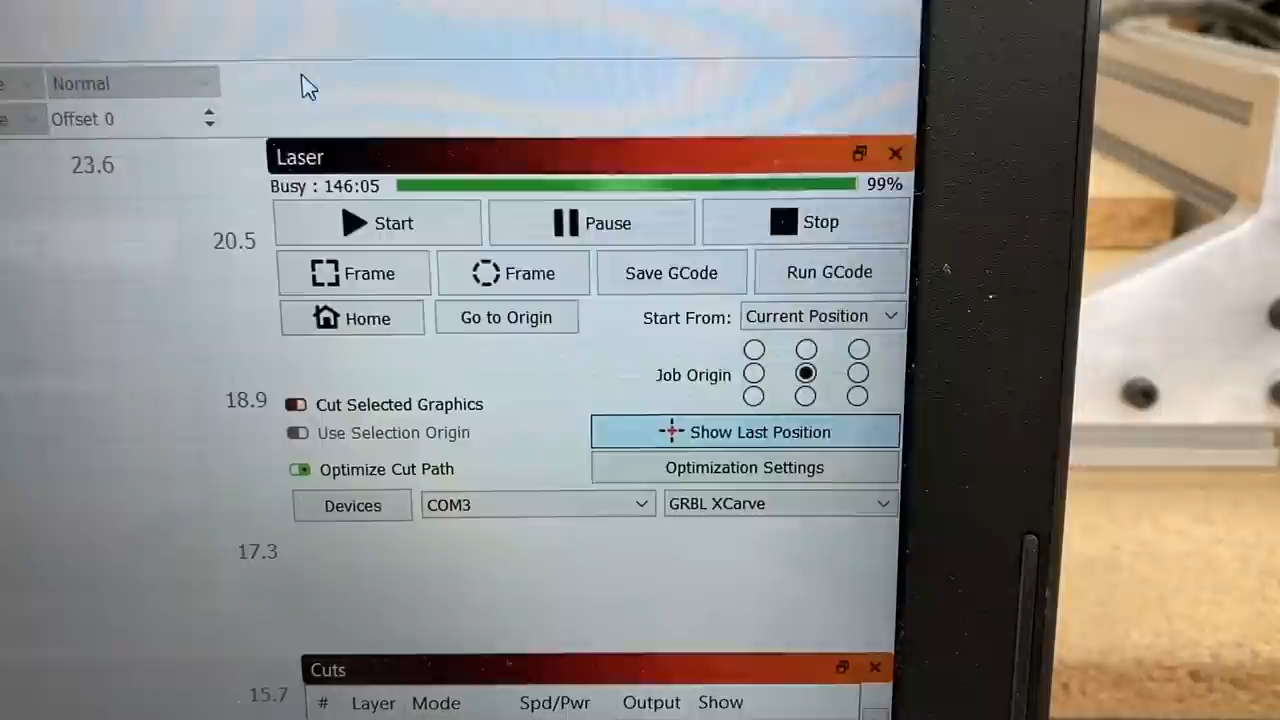 Normal
Offset 0
23.6
Laser
Busy : 146:05 99%
Start Pause Stop
20.5
Frame Frame Save GCode Run GCode
Home Go to Origin Start From: Current Position
Job Origin
18.9
Cut Selected Graphics
Use Selection Origin Show Last Position
Optimize Cut Path Optimization Settings
Devices COM3 GRBL XCarve
17.3
Cuts
15.7
# Layer Mode Spd/Pwr Output Show